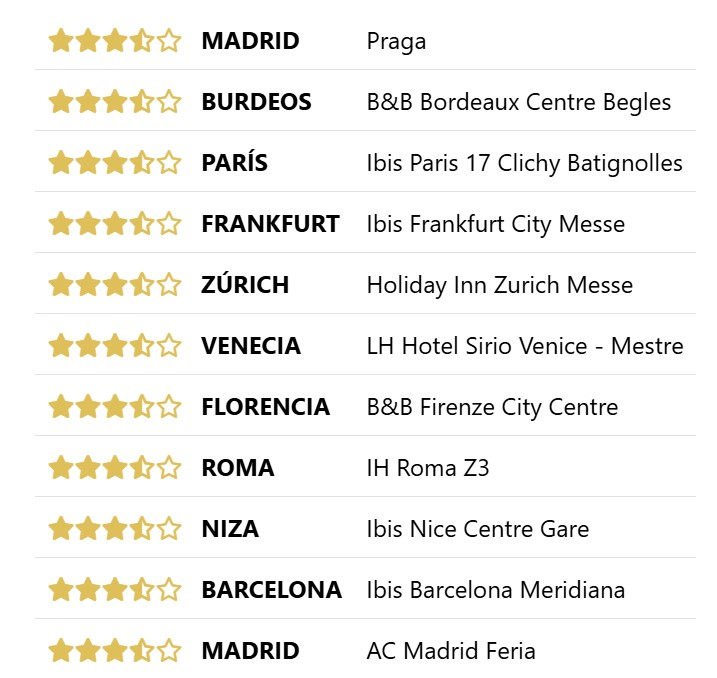 MADRID Praga
BURDEOS B&B Bordeaux Centre Begles
PARÍS Ibis Paris 17 Clichy Batignolles
FRANKFURT Ibis Frankfurt City Messe
ZÚRICH Holiday Inn Zurich Messe
VENECIA LH Hotel Sirio Venice - Mestre
FLORENCIA B&B Firenze City Centre
ROMA IH Roma Z3
NIZA Ibis Nice Centre Gare
BARCELONA Ibis Barcelona Meridiana
MADRID AC Madrid Feria